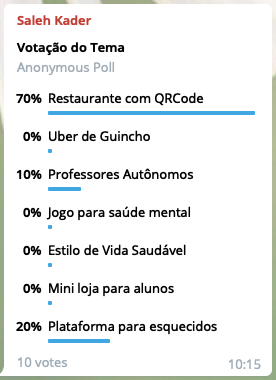 Saleh Kader
Votação do Tema
Anonymous Poll
70% Restaurante com QRCode
0% Uber de Guincho
10% Professores Autônomos
0% Jogo para saúde mental
0% Estilo de Vida Saudável
0% Mini loja para alunos
20% Plataforma para esquecidos
10 votes 10:15